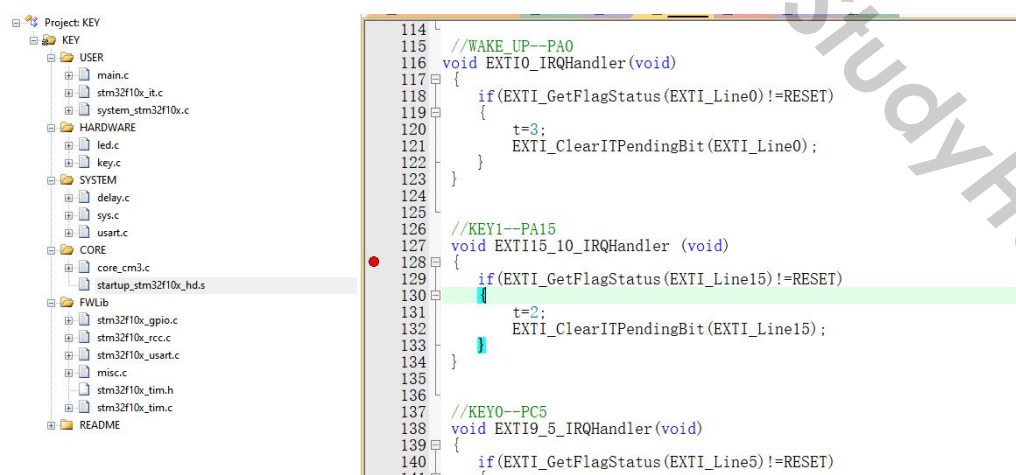 Project: KEY
KEY
USER
main.c
stm32f10x_it.c
system_stm32f10x.c
HARDWARE
led.c
key.c
SYSTEM
delay.c
sys.c
usart.c
CORE
core_cm3.c
startup_stm32f10x_hd.s
FWLib
stm32f10x_gpio.c
stm32f10x_rcc.c
stm32f10x_usart.c
misc.c
stm32f10x_tim.h
stm32f10x_tim.c
README
114
115 //WAKE_UP--PA0
116 void EXTI0_IRQHandler(void)
117 {
118 if(EXTI_GetFlagStatus(EXTI_Line0)!=RESET)
119 {
120 t=3;
121 EXTI_ClearITPendingBit(EXTI_Line0);
122 }
123 }
124
125
126 //KEY1--PA15
127 void EXTI15_10_IRQHandler (void)
128 {
129 if(EXTI_GetFlagStatus(EXTI_Line15)!=RESET)
130 {
131 t=2;
132 EXTI_ClearITPendingBit(EXTI_Line15);
133 }
134 }
135
136
137 //KEY0--PC5
138 void EXTI9_5_IRQHandler(void)
139 {
140 if(EXTI_GetFlagStatus(EXTI_Line5)!=RESET)
StudyH